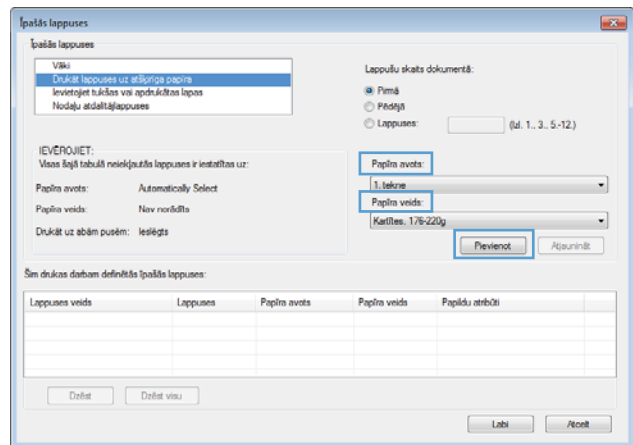 Īpašās lappuses
Īpašās lappuses
Vāki
Drukāt lappuses uz atšķirīga papīra
Ievietojiet tukšas vai apdrukātas lapas
Nodaļu atdalītājlappuses
Lappušu skaits dokumentā:
Pirmā
Pēdējā
Lappuses:
(t.i. 1., 3., 5.-12.)
IEVĒROJIET:
Visas šajā tabulā neiekļautās lappuses ir iestatītas uz:
Papīra avots: Automatically Select
Papīra veids: Nav norādīts
Drukāt uz abām pusēm: Ieslēgts
Papīra avots:
1. tekne
Papīra veids:
Kartītes, 176-220g
Pievienot
Atjaunināt
Šim drukas darbam definētās īpašās lappuses:
Lappuses veids Lappuses Papīra avots Papīra veids Papildu atribūti
Dzēst Dzēst visu
Labi Atcelt